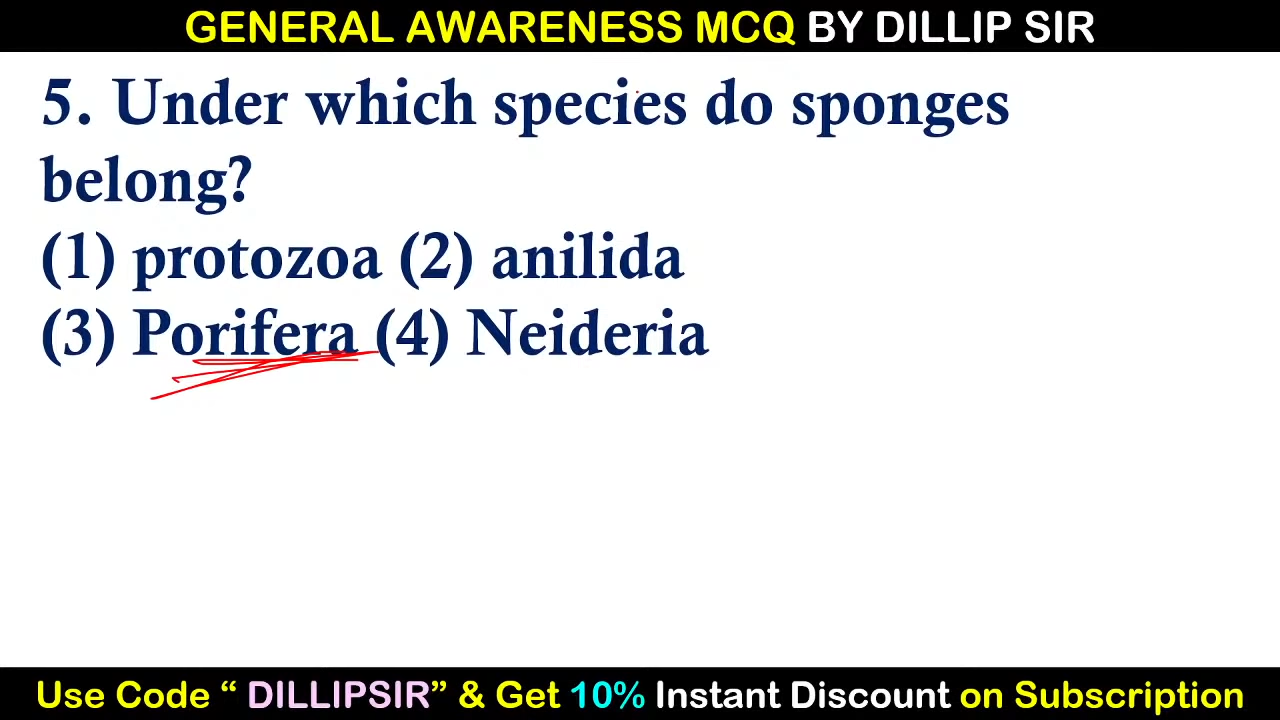 GENERAL AWARENESS MCQ BY DILLIP SIR
5. Under which species do sponges
belong?
(1) protozoa (2) anilida
(3) Porifera (4) Neideria
Use Code “ DILLIPSIR” & Get 10% Instant Discount on Subscription